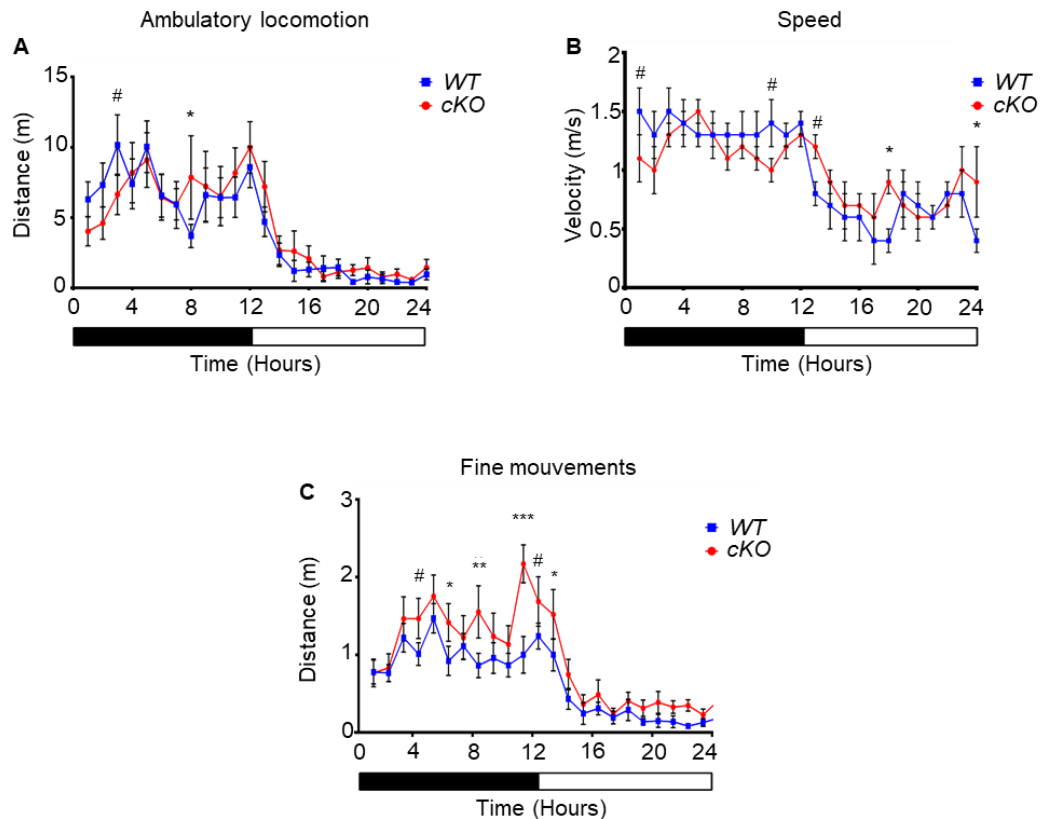 Ambulatory locomotion
A
15
10
5
0
Distance (m)
#
*
WT
cKO
0 4 8 12 16 20 24
Time (Hours)
Speed
B
2
1.5
1
0.5
0
Velocity (m/s)
#
#
#
*
*
WT
cKO
0 4 8 12 16 20 24
Time (Hours)
Fine mouvements
C
3
2
1
0
Distance (m)
#
*
**
***
#
*
WT
cKO
0 4 8 12 16 20 24
Time (Hours)